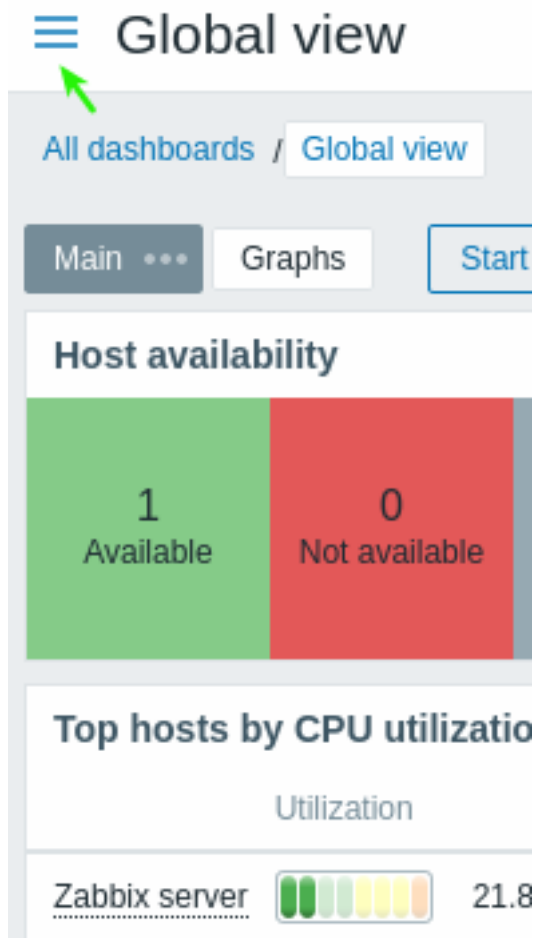 Global view
All dashboards / Global view
Main Graphs Start
Host availability
1 0
Available Not available
Top hosts by CPU utilizatio
Utilization
Zabbix server 21.8